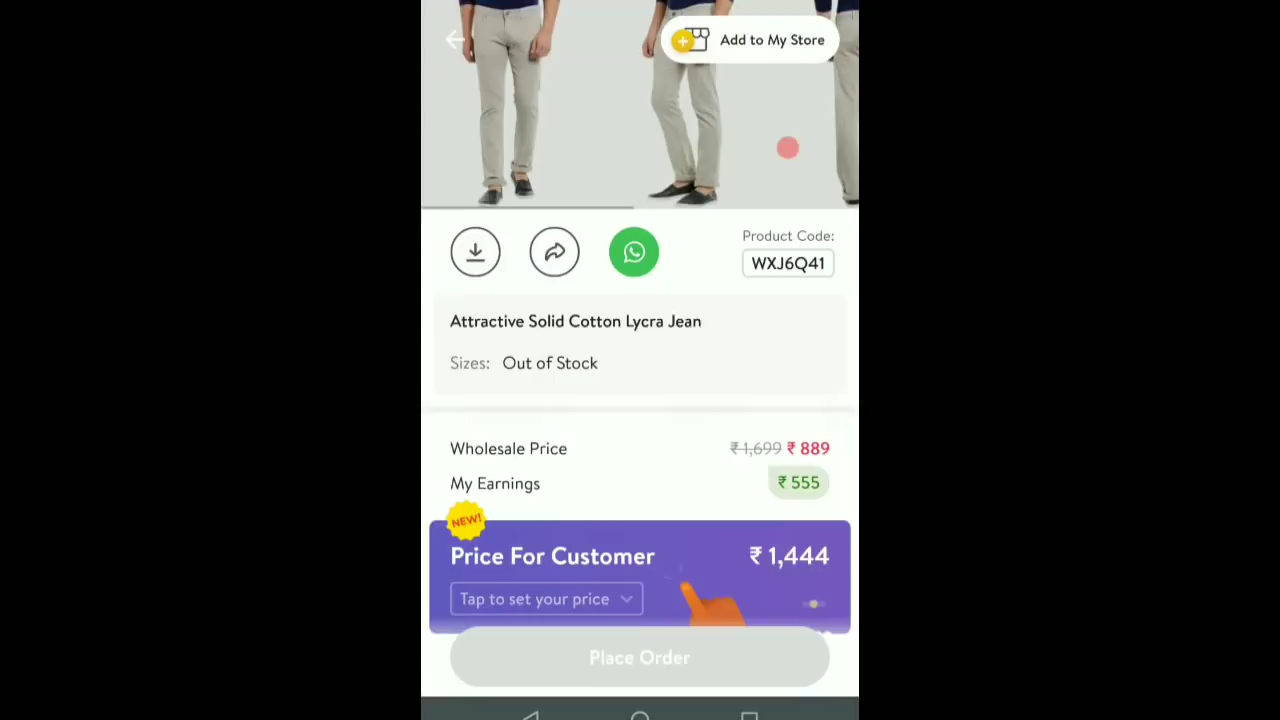 Add to My Store
Product Code:
WXJ6Q41
Attractive Solid Cotton Lycra Jean
Sizes: Out of Stock
Wholesale Price ₹ 1,699 ₹ 889
My Earnings ₹ 555
NEW!
Price For Customer ₹ 1,444
Tap to set your price
Place Order